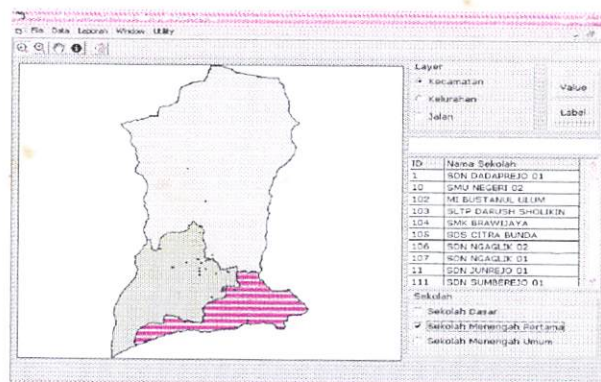 File Data Laporan Window Utility
Layer
Kecamatan
Kelurahan
Jalan
Value
Label
ID Nama Sekolah
1 SDN DADAPREJO 01
10 SMU NEGERI 02
102 MI BUSTANUL ULUM
103 SLTP DARUSH SHOLIKIN
104 SMK BRAWIJAYA
105 SDS CITRA BUNDA
106 SDN NGAGLIK 02
107 SDN NGAGLIK 01
11 SDN JUNREJO 01
111 SDN SUMBEREJO 01
Sekolah
Sekolah Dasar
Sekolah Menengah Pertama
Sekolah Menengah Umum